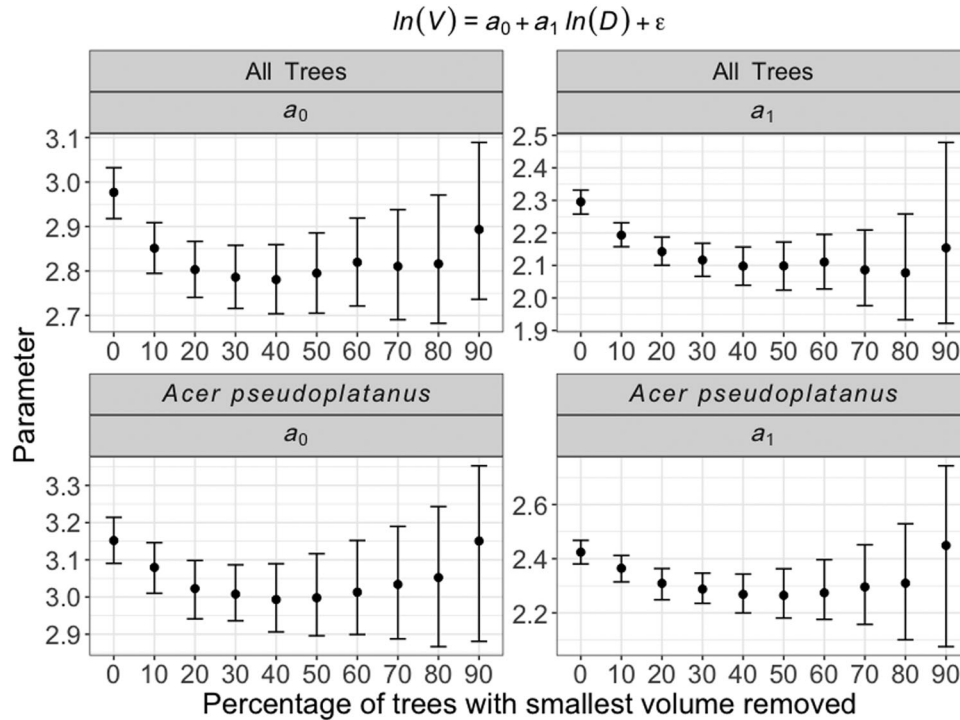 ln(V) = a₀ + a₁ ln(D) + ε
All Trees
a₀
3.1
3.0
2.9
2.8
2.7
0 10 20 30 40 50 60 70 80 90
All Trees
a₁
2.5
2.4
2.3
2.2
2.1
2.0
1.9
0 10 20 30 40 50 60 70 80 90
Parameter
Acer pseudoplatanus
a₀
3.3
3.2
3.1
3.0
2.9
0 10 20 30 40 50 60 70 80 90
Acer pseudoplatanus
a₁
2.6
2.4
2.2
0 10 20 30 40 50 60 70 80 90
Percentage of trees with smallest volume removed